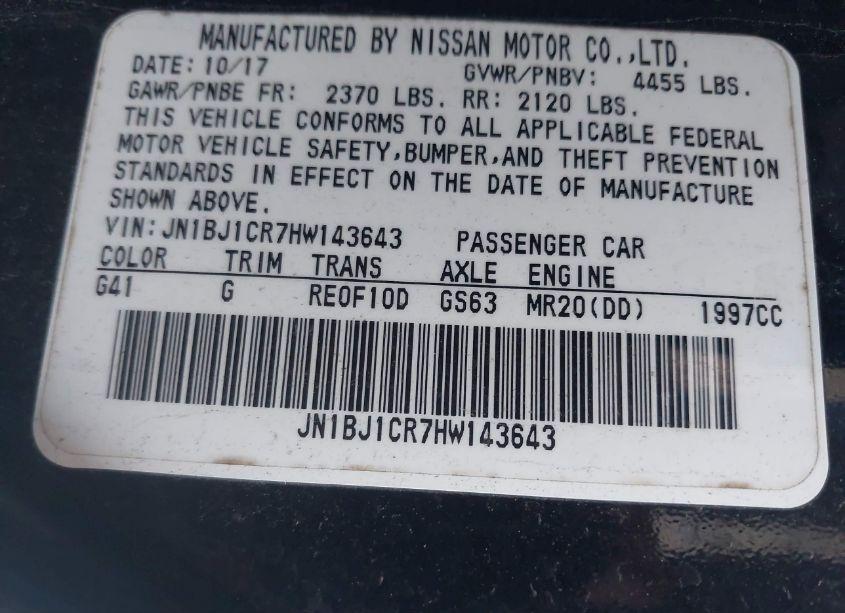 MANUFACTURED BY NISSAN MOTOR CO.,LTD.
DATE: 10/17 GVWR/PNBV: 4455 LBS.
GAWR/PNBE FR: 2370 LBS. RR: 2120 LBS.
THIS VEHICLE CONFORMS TO ALL APPLICABLE FEDERAL
MOTOR VEHICLE SAFETY,BUMPER,AND THEFT PREVENTION
STANDARDS IN EFFECT ON THE DATE OF MANUFACTURE
SHOWN ABOVE.
VIN: JN1BJ1CR7HW143643 PASSENGER CAR
COLOR TRIM TRANS AXLE ENGINE
G41 G RE0F10D GS63 MR20(DD) 1997CC
JN1BJ1CR7HW143643